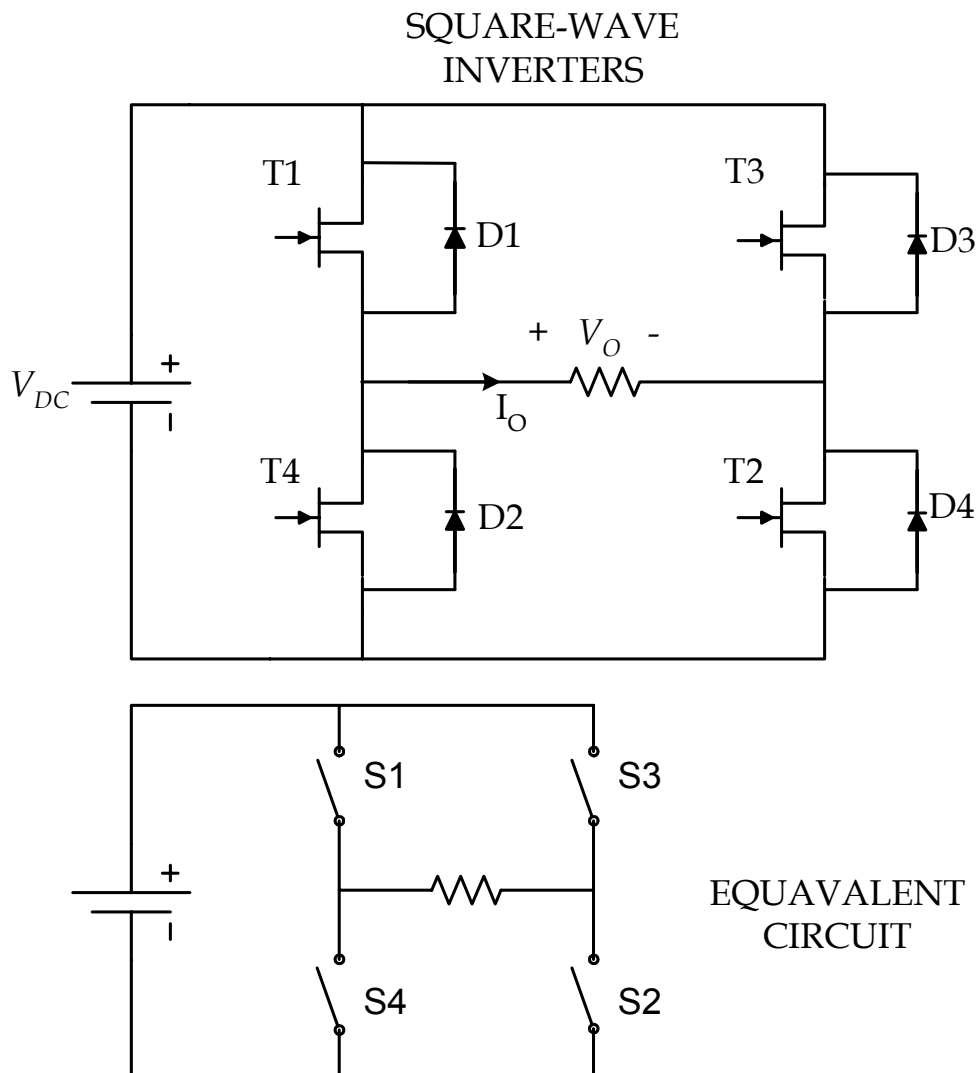 SQUARE-WAVE
INVERTERS
T1
T3
D1
D3
+ V_O -
V_DC
+
I_O
T4
T2
D2
D4
S1
S3
+
EQUAVALENT
CIRCUIT
S4
S2